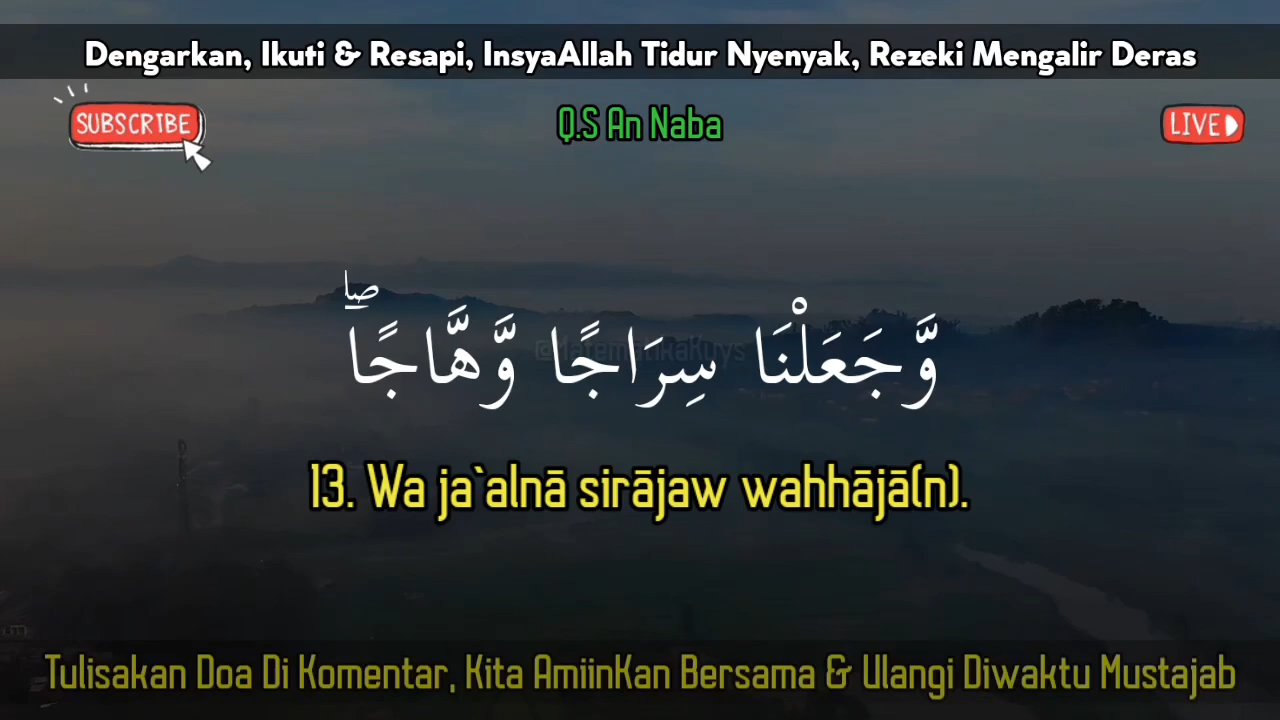 Dengarkan, Ikuti & Resapi, InsyaAllah Tidur Nyenyak, Rezeki Mengalir Deras
SUBSCRIBE
Q.S An Naba
LIVE
وَّجَعَلْنَا سِرَاجًا وَّهَّاجًاۖ
@MatematikaKuys
13. Wa ja`alnā sirājaw wahhājā(n).
Tulisakan Doa Di Komentar, Kita AmiinKan Bersama & Ulangi Diwaktu Mustajab